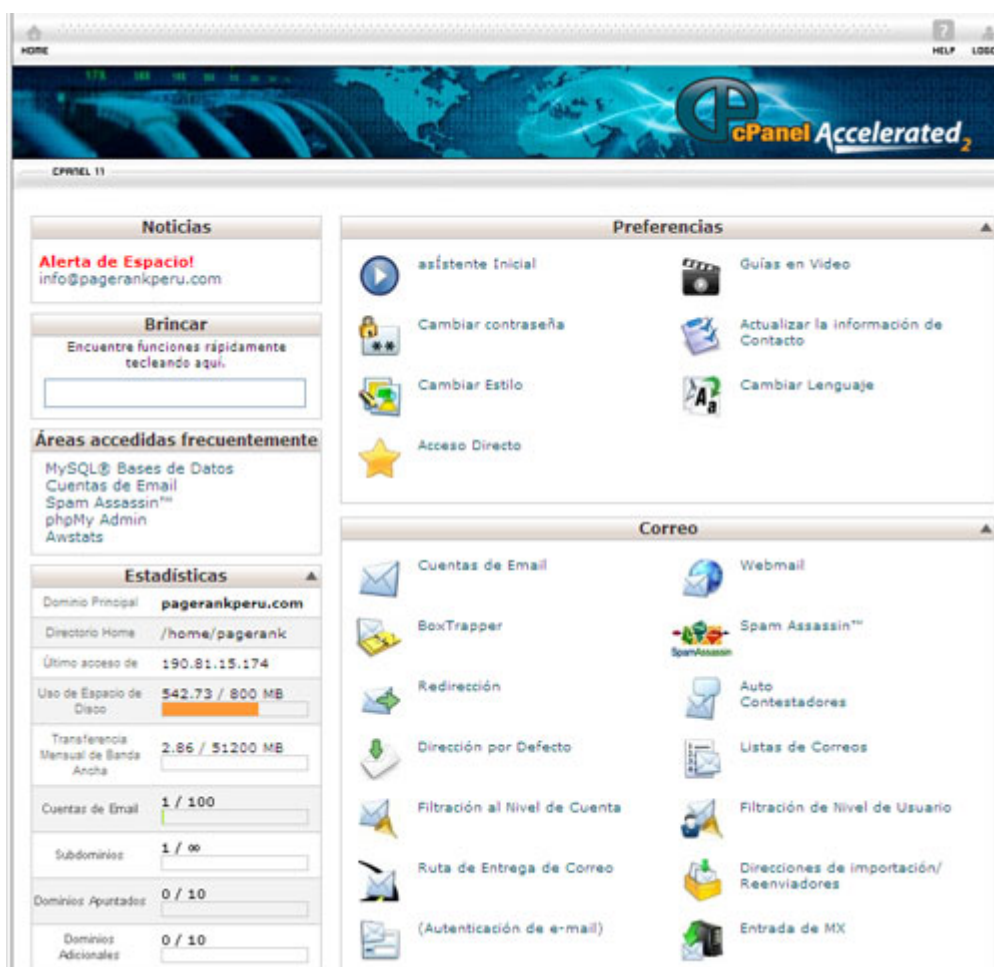 HOME
HELP
cPanel Accelerated2
CPANEL 11
Noticias
Alerta de Espacio!
info@pagerankperu.com
Brincar
Encuentre funciones rápidamente
tecleando aquí.
Áreas accedidas frecuentemente
MySQL® Bases de Datos
Cuentas de Email
Spam Assassin™
phpMy Admin
Awstats
Estadísticas
Dominio Principal
pagerankperu.com
Directorio Home
/home/pagerank
Último acceso de
190.81.15.174
Uso de Espacio de
Disco
542.73 / 800 MB
Transferencia
Mensual de Banda
Ancha
2.86 / 51200 MB
Cuentas de Email
1 / 100
Subdominios
1 / ∞
Dominios Apuntados
0 / 10
Dominios
Adicionales
0 / 10
Preferencias
asÍstente Inicial
Guías en Video
Cambiar contraseña
Actualizar la información de
Contacto
Cambiar Estilo
Cambiar Lenguaje
Acceso Directo
Correo
Cuentas de Email
Webmail
BoxTrapper
SpamAssassin
Spam Assassin™
Redirección
Auto
Contestadores
Dirección por Defecto
Listas de Correos
Filtración al Nivel de Cuenta
Filtración de Nivel de Usuario
Ruta de Entrega de Correo
Direcciones de importación/
Reenviadores
(Autenticación de e-mail)
Entrada de MX